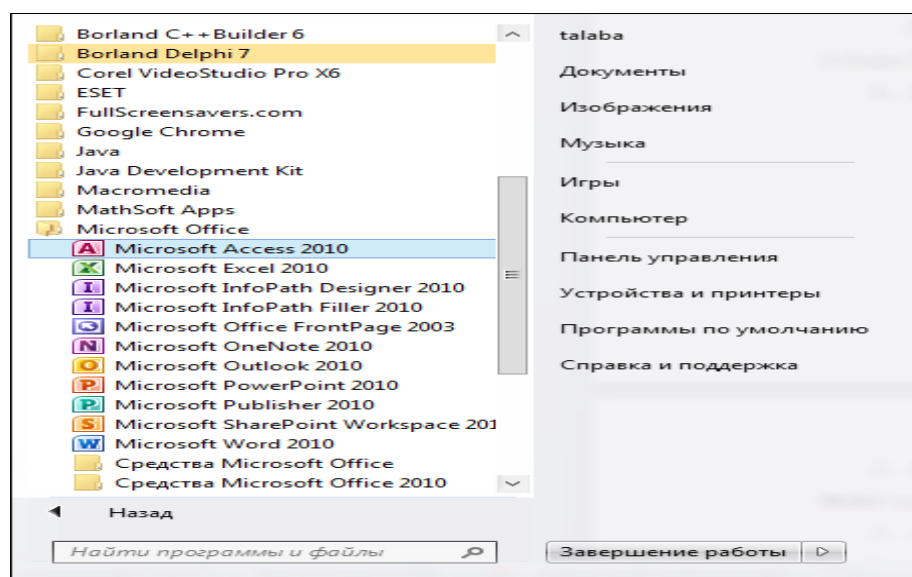 Borland C++Builder 6
Borland Delphi 7
Corel VideoStudio Pro X6
ESET
FullScreensavers.com
Google Chrome
Java
Java Development Kit
Macromedia
MathSoft Apps
Microsoft Office
Microsoft Access 2010
Microsoft Excel 2010
Microsoft InfoPath Designer 2010
Microsoft InfoPath Filler 2010
Microsoft Office FrontPage 2003
Microsoft OneNote 2010
Microsoft Outlook 2010
Microsoft PowerPoint 2010
Microsoft Publisher 2010
Microsoft SharePoint Workspace 201
Microsoft Word 2010
Средства Microsoft Office
Средства Microsoft Office 2010
Назад
Найти программы и файлы
talaba
Документы
Изображения
Музыка
Игры
Компьютер
Панель управления
Устройства и принтеры
Программы по умолчанию
Справка и поддержка
Завершение работы